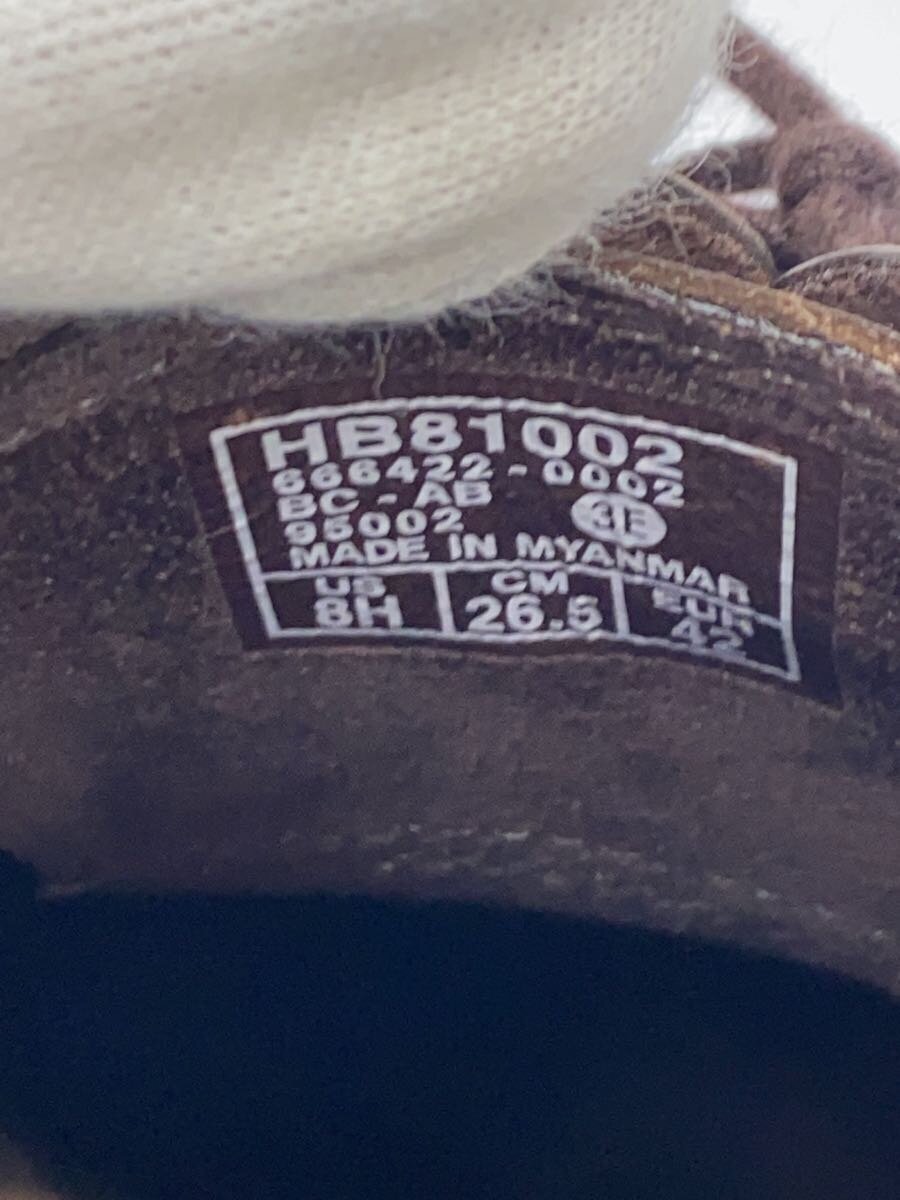 HB81002
666422-0002
BC-AB
95002 3E
MADE IN MYANMAR
US CM EUR
8H 26.5 42